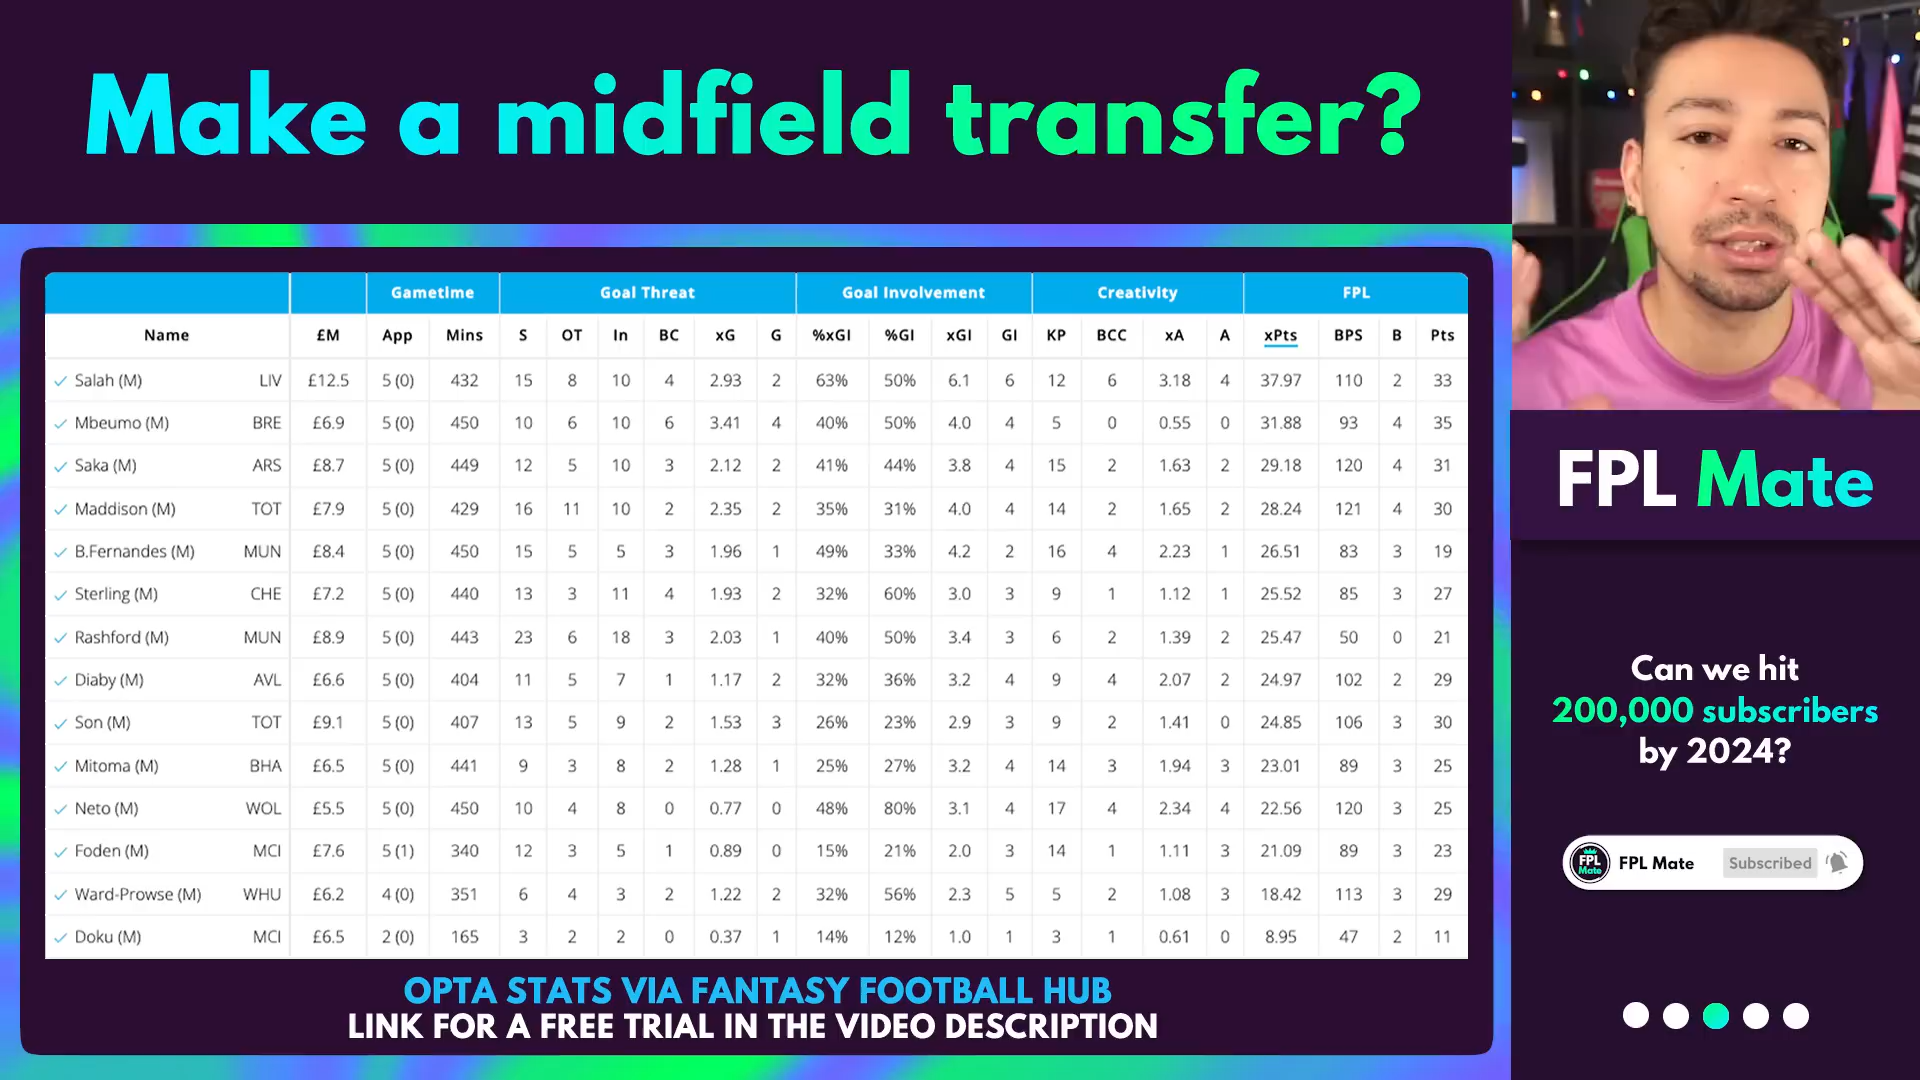 Make a midfield transfer?
Gametime Goal Threat Goal Involvement Creativity FPL
Name £M App Mins S OT In BC xG G %xGI %GI xGI GI KP BCC xA A xPts BPS B Pts
Salah (M) LIV £12.5 5 (0) 432 15 8 10 4 2.93 2 63% 50% 6.1 6 12 6 3.18 4 37.97 110 2 33
Mbeumo (M) BRE £6.9 5 (0) 450 10 6 10 6 3.41 4 40% 50% 4.0 4 5 0 0.55 0 31.88 93 4 35
Saka (M) ARS £8.7 5 (0) 449 12 5 10 3 2.12 2 41% 44% 3.8 4 15 2 1.63 2 29.18 120 4 31
Maddison (M) TOT £7.9 5 (0) 429 16 11 10 2 2.35 2 35% 31% 4.0 4 14 2 1.65 2 28.24 121 4 30
B.Fernandes (M) MUN £8.4 5 (0) 450 15 5 5 3 1.96 1 49% 33% 4.2 2 16 4 2.23 1 26.51 83 3 19
Sterling (M) CHE £7.2 5 (0) 440 13 3 11 4 1.93 2 32% 60% 3.0 3 9 1 1.12 1 25.52 85 3 27
Rashford (M) MUN £8.9 5 (0) 443 23 6 18 3 2.03 1 40% 50% 3.4 3 6 2 1.39 2 25.47 50 0 21
Diaby (M) AVL £6.6 5 (0) 404 11 5 7 1 1.17 2 32% 36% 3.2 4 9 4 2.07 2 24.97 102 2 29
Son (M) TOT £9.1 5 (0) 407 13 5 9 2 1.53 3 26% 23% 2.9 3 9 2 1.41 0 24.85 106 3 30
Mitoma (M) BHA £6.5 5 (0) 441 9 3 8 2 1.28 1 25% 27% 3.2 4 14 3 1.94 3 23.01 89 3 25
Neto (M) WOL £5.5 5 (0) 450 10 4 8 0 0.77 0 48% 80% 3.1 4 17 4 2.34 4 22.56 120 3 25
Foden (M) MCI £7.6 5 (1) 340 12 3 5 1 0.89 0 15% 21% 2.0 3 14 1 1.11 3 21.09 89 3 23
Ward-Prowse (M) WHU £6.2 4 (0) 351 6 4 3 2 1.22 2 32% 56% 2.3 5 5 2 1.08 3 18.42 113 3 29
Doku (M) MCI £6.5 2 (0) 165 3 2 2 0 0.37 1 14% 12% 1.0 1 3 1 0.61 0 8.95 47 2 11
OPTA STATS VIA FANTASY FOOTBALL HUB
LINK FOR A FREE TRIAL IN THE VIDEO DESCRIPTION
FPL Mate
Can we hit
200,000 subscribers
by 2024?
FPL
Mate
FPL Mate Subscribed